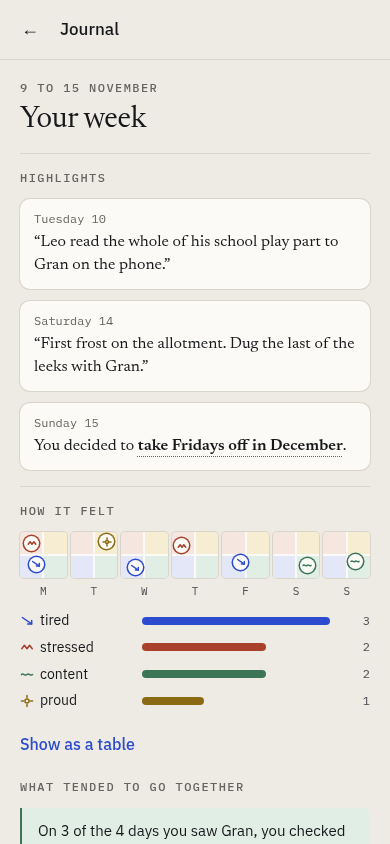 ← Journal
9 TO 15 NOVEMBER
Your week
HIGHLIGHTS
Tuesday 10
“Leo read the whole of his school play part to
Gran on the phone.”
Saturday 14
“First frost on the allotment. Dug the last of the
leeks with Gran.”
Sunday 15
You decided to take Fridays off in December.
HOW IT FELT
M T W T F S S
tired 3
stressed 2
content 2
proud 1
Show as a table
WHAT TENDED TO GO TOGETHER
On 3 of the 4 days you saw Gran, you checked